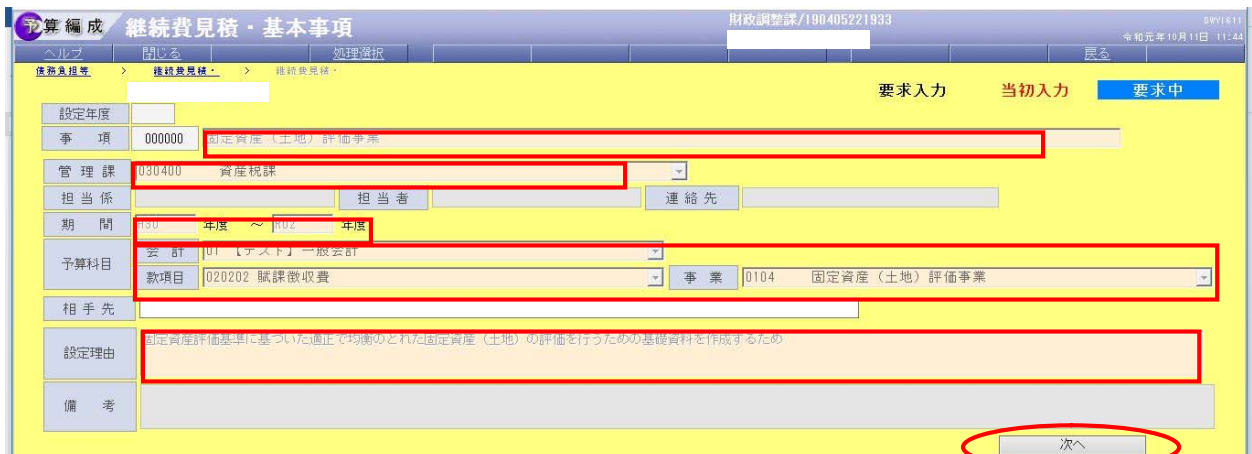 予算編成 継続費見積・基本事項 財政調整課/190405221933 DWV1611
令和元年10月11日 11:44
ヘルプ 閉じる 処理選択 戻る
債務負担等 > 継続費見積・ > 継続費見積・
要求入力 当初入力 要求中
設定年度
事 項 000000 固定資産（土地）評価事業
管 理 課 030400 資産税課
担 当 係 担 当 者 連 絡 先
期 間 H30 年度 ～ R02 年度
予算科目 会 計 01 【テスト】一般会計
款項目 020202 賦課徴収費 事 業 0104 固定資産（土地）評価事業
相 手 先
設定理由 固定資産評価基準に基づいた適正で均衡のとれた固定資産（土地）の評価を行うための基礎資料を作成するため
備 考
次へ